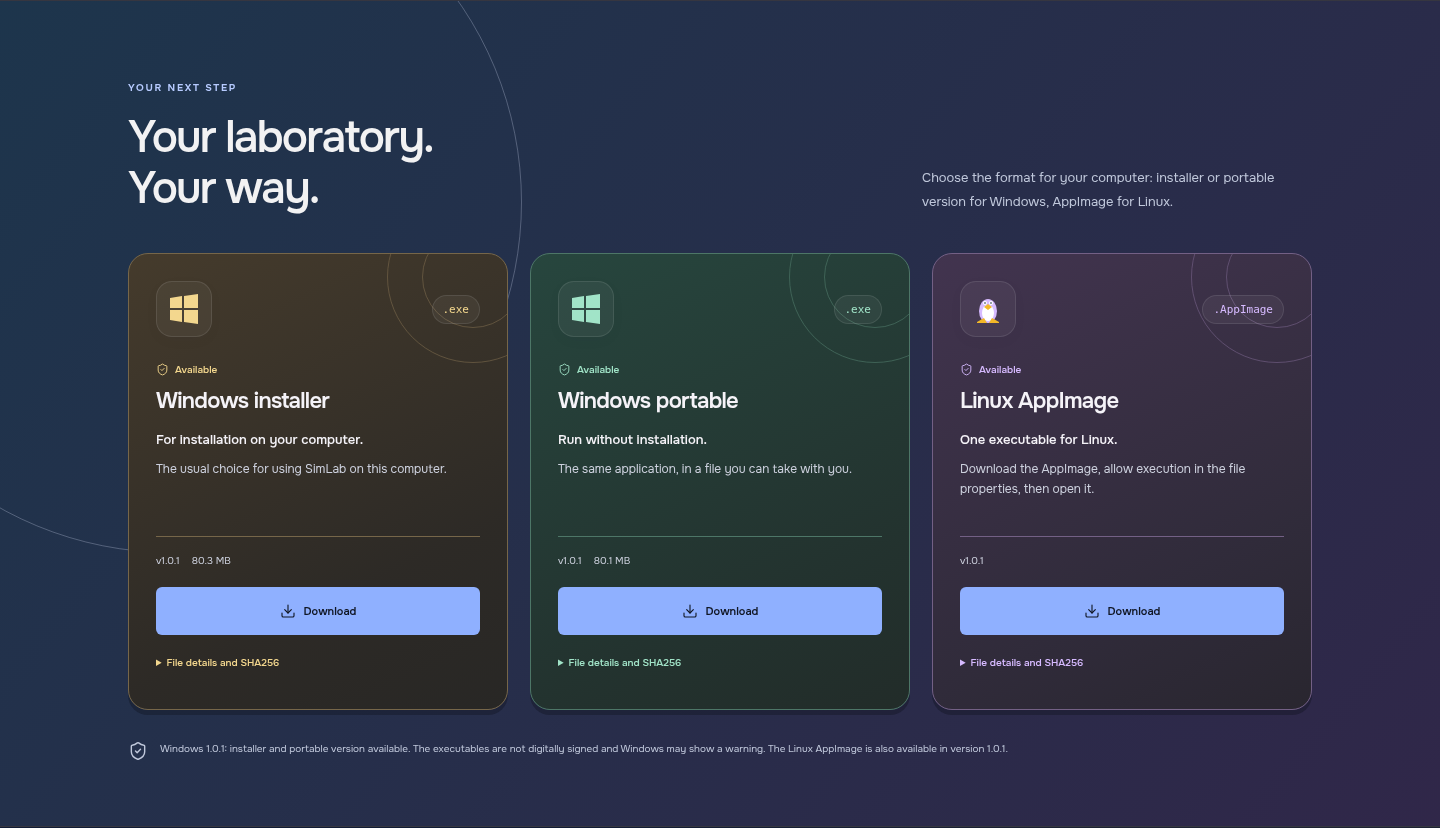 YOUR NEXT STEP
Your laboratory.
Your way.
Choose the format for your computer: installer or portable
version for Windows, AppImage for Linux.
.exe
Available
Windows installer
For installation on your computer.
The usual choice for using SimLab on this computer.
v1.0.1 80.3 MB
Download
File details and SHA256
.exe
Available
Windows portable
Run without installation.
The same application, in a file you can take with you.
v1.0.1 80.1 MB
Download
File details and SHA256
.AppImage
Available
Linux AppImage
One executable for Linux.
Download the AppImage, allow execution in the file
properties, then open it.
v1.0.1
Download
File details and SHA256
Windows 1.0.1: installer and portable version available. The executables are not digitally signed and Windows may show a warning. The Linux AppImage is also available in version 1.0.1.